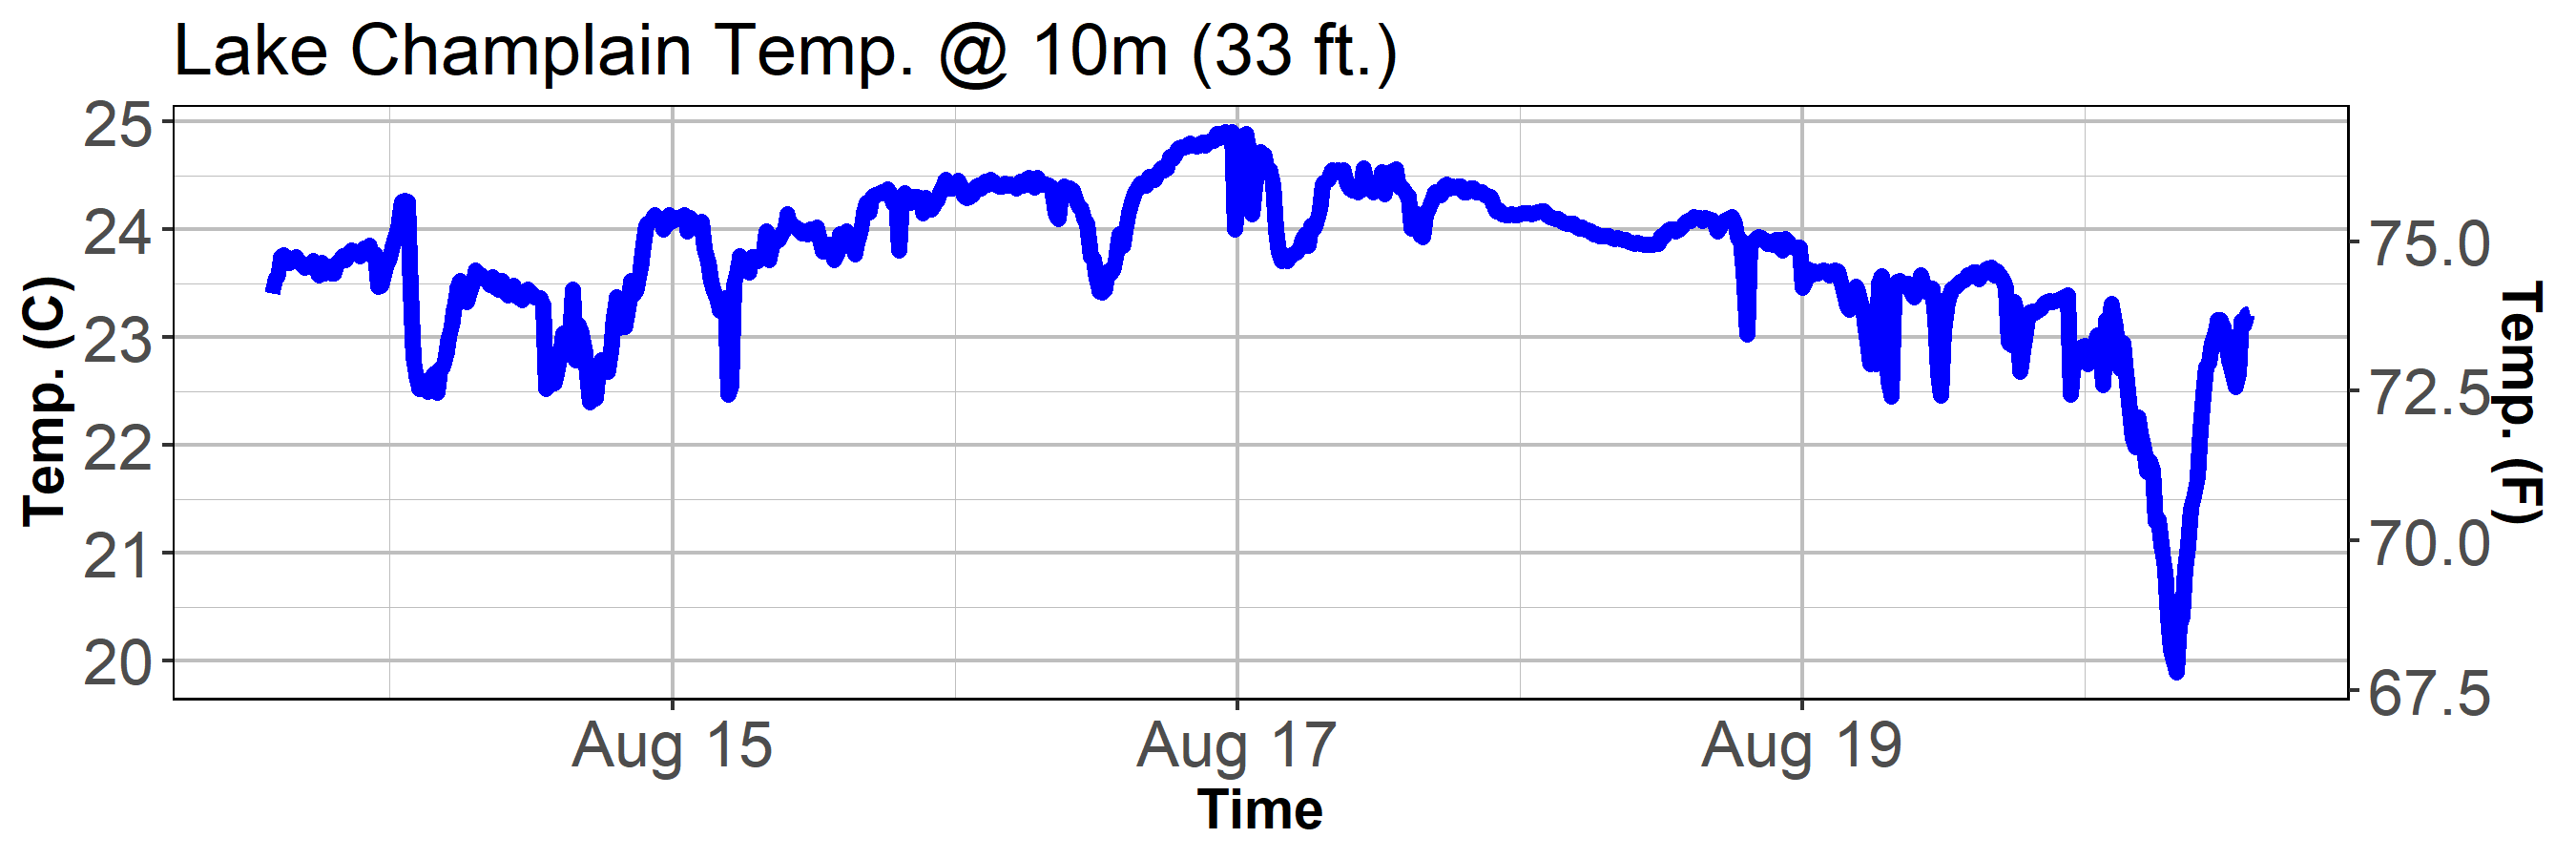 Lake Champlain Temp. @ 10m (33 ft.)
Temp. (C)
25
24
23
22
21
20
75.0
72.5
70.0
67.5
Temp. (F)
Aug 15
Aug 17
Aug 19
Time